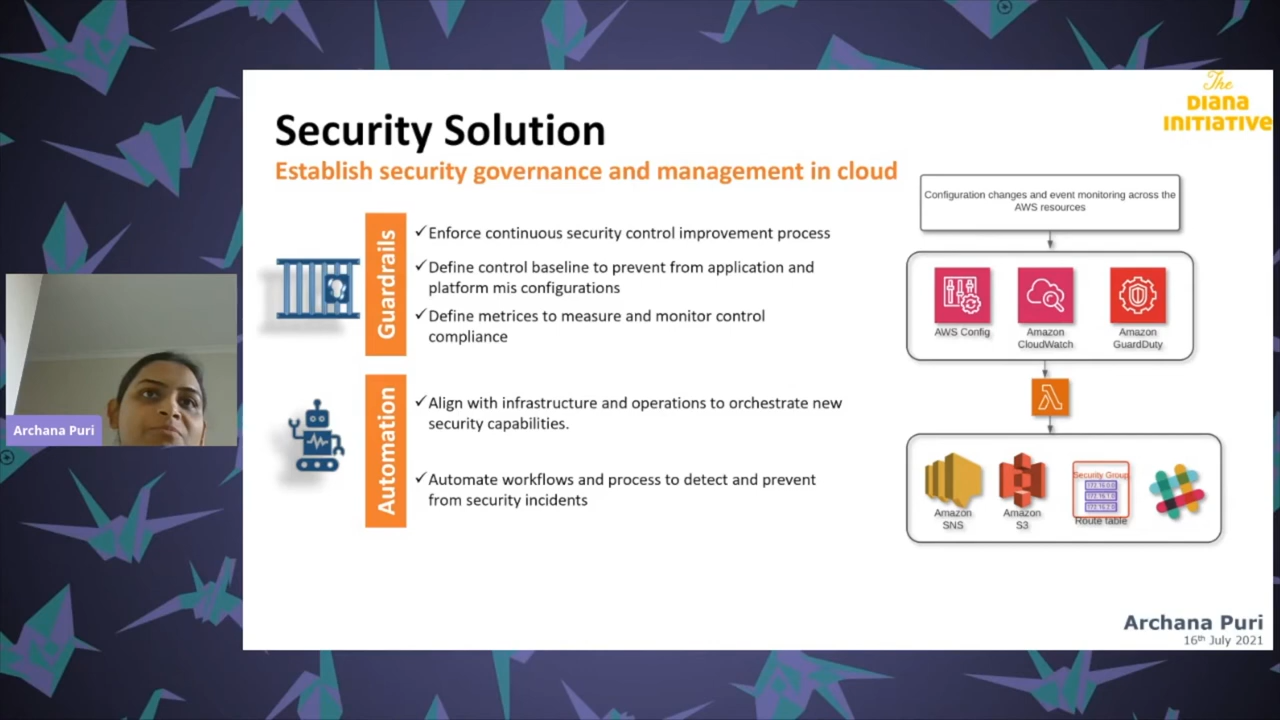 The
DIANA
INITIATIVE
Security Solution
Establish security governance and management in cloud
Guardrails
✓Enforce continuous security control improvement process
✓Define control baseline to prevent from application and
platform mis configurations
✓Define metrices to measure and monitor control
compliance
Automation
✓Align with infrastructure and operations to orchestrate new
security capabilities.
✓Automate workflows and process to detect and prevent
from security incidents
Configuration changes and event monitoring across the
AWS resources
AWS Config
Amazon
CloudWatch
Amazon
GuardDuty
λ
Amazon
SNS
Amazon
S3
Security Group
Route table
Archana Puri
Archana Puri
16th July 2021